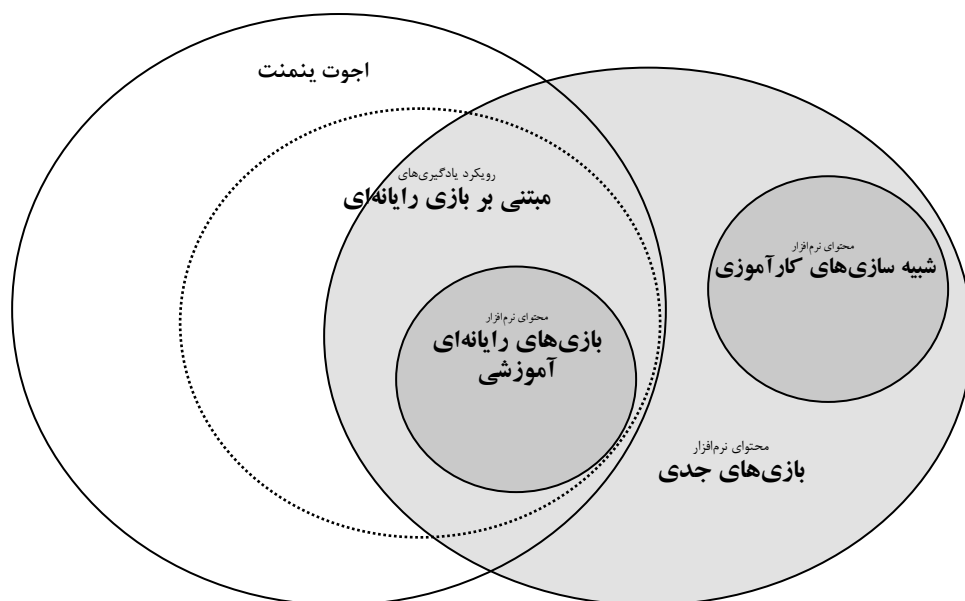 اجوت ینمنت
رویکرد یادگیری‌های
مبتنی بر بازی رایانه‌ای
محتوای نرم‌افزار
شبیه سازی‌های کارآموزی
محتوای نرم‌افزار
بازی‌های رایانه‌ای
آموزشی
محتوای نرم‌افزار
بازی‌های جدی